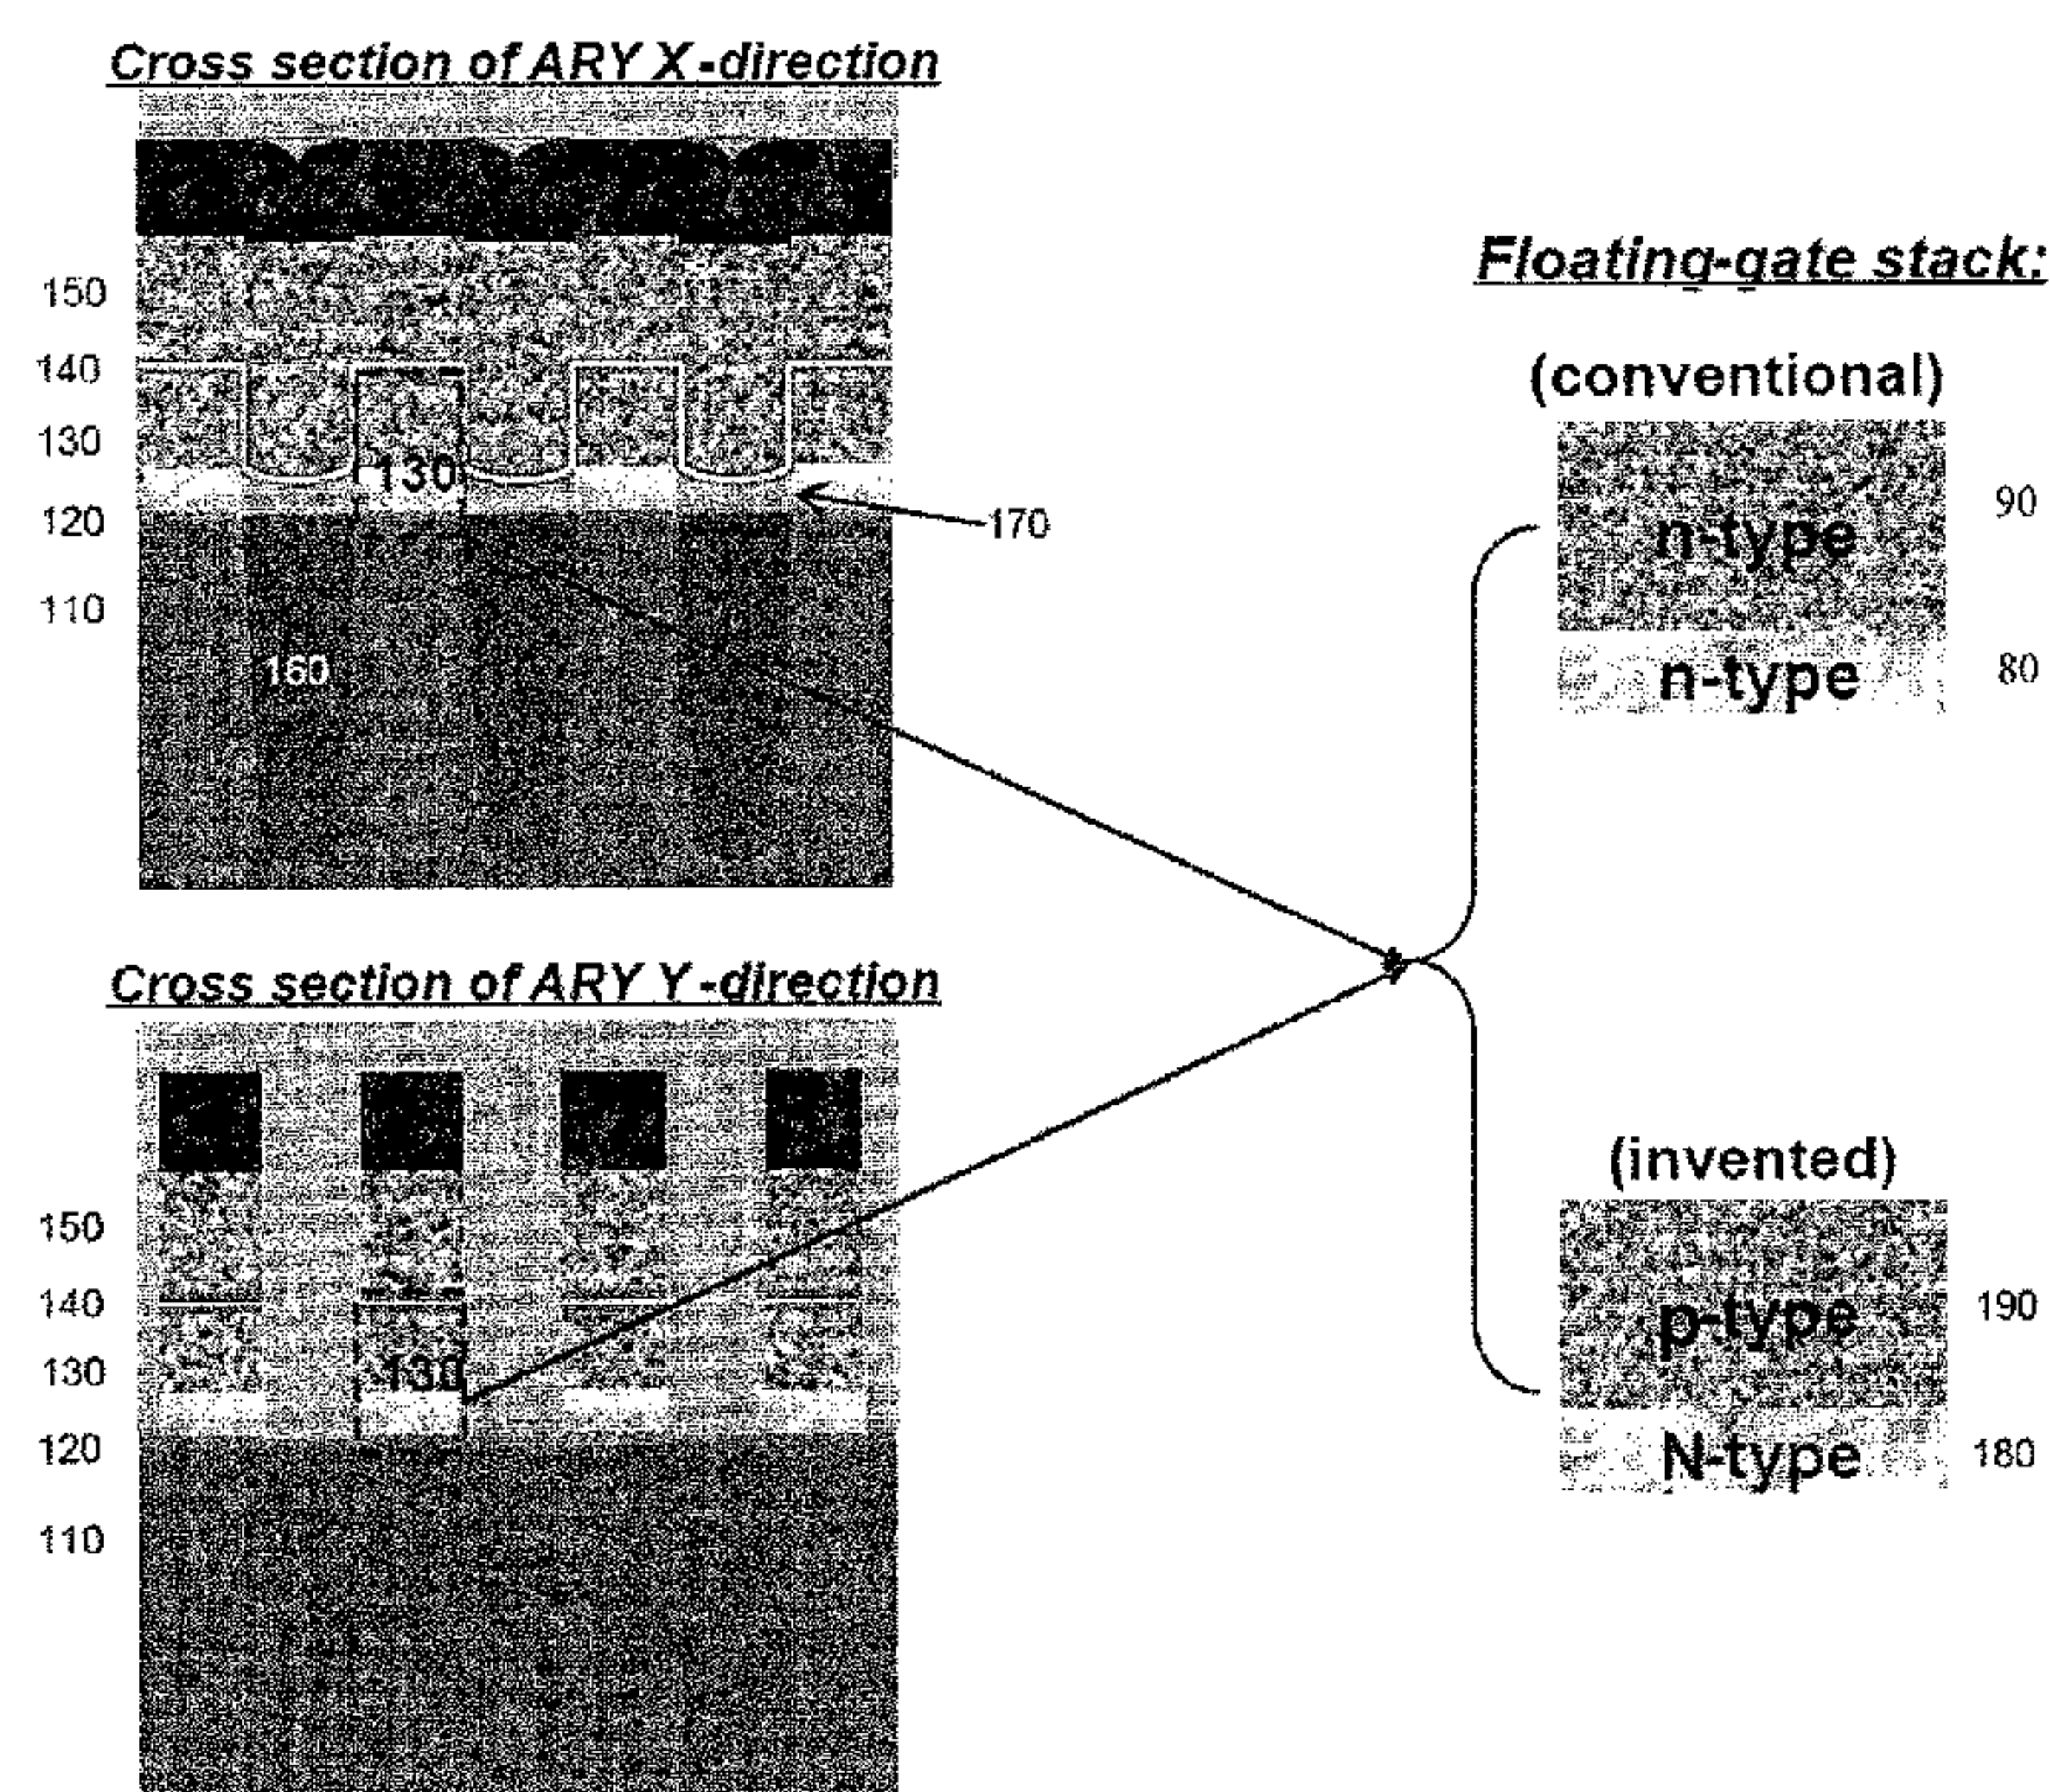 Cross section of ARY X-direction
150
140
130
130
120
170
110
160
Floating-gate stack:
(conventional)
n-type
90
n-type
80
Cross section of ARY Y-direction
150
140
130
130
120
110
(invented)
p-type
190
N-type
180